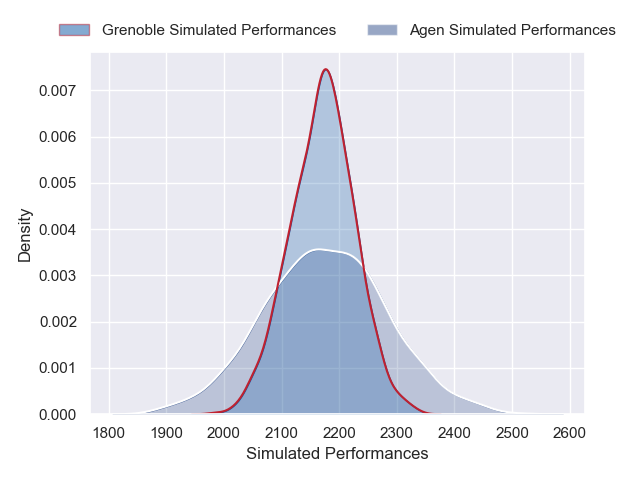 Grenoble Simulated Performances Agen Simulated Performances
0.007
0.006
0.005
0.004
0.003
0.002
0.001
0.000
Density
1800 1900 2000 2100 2200 2300 2400 2500 2600
Simulated Performances